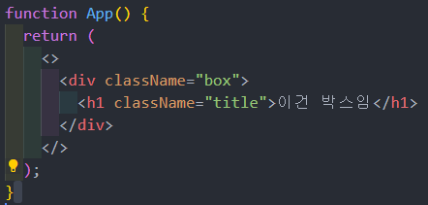 function App() {
  return (
    <>
      <div className="box">
        <h1 className="title">이건 박스임</h1>
      </div>
    </>
  );
}